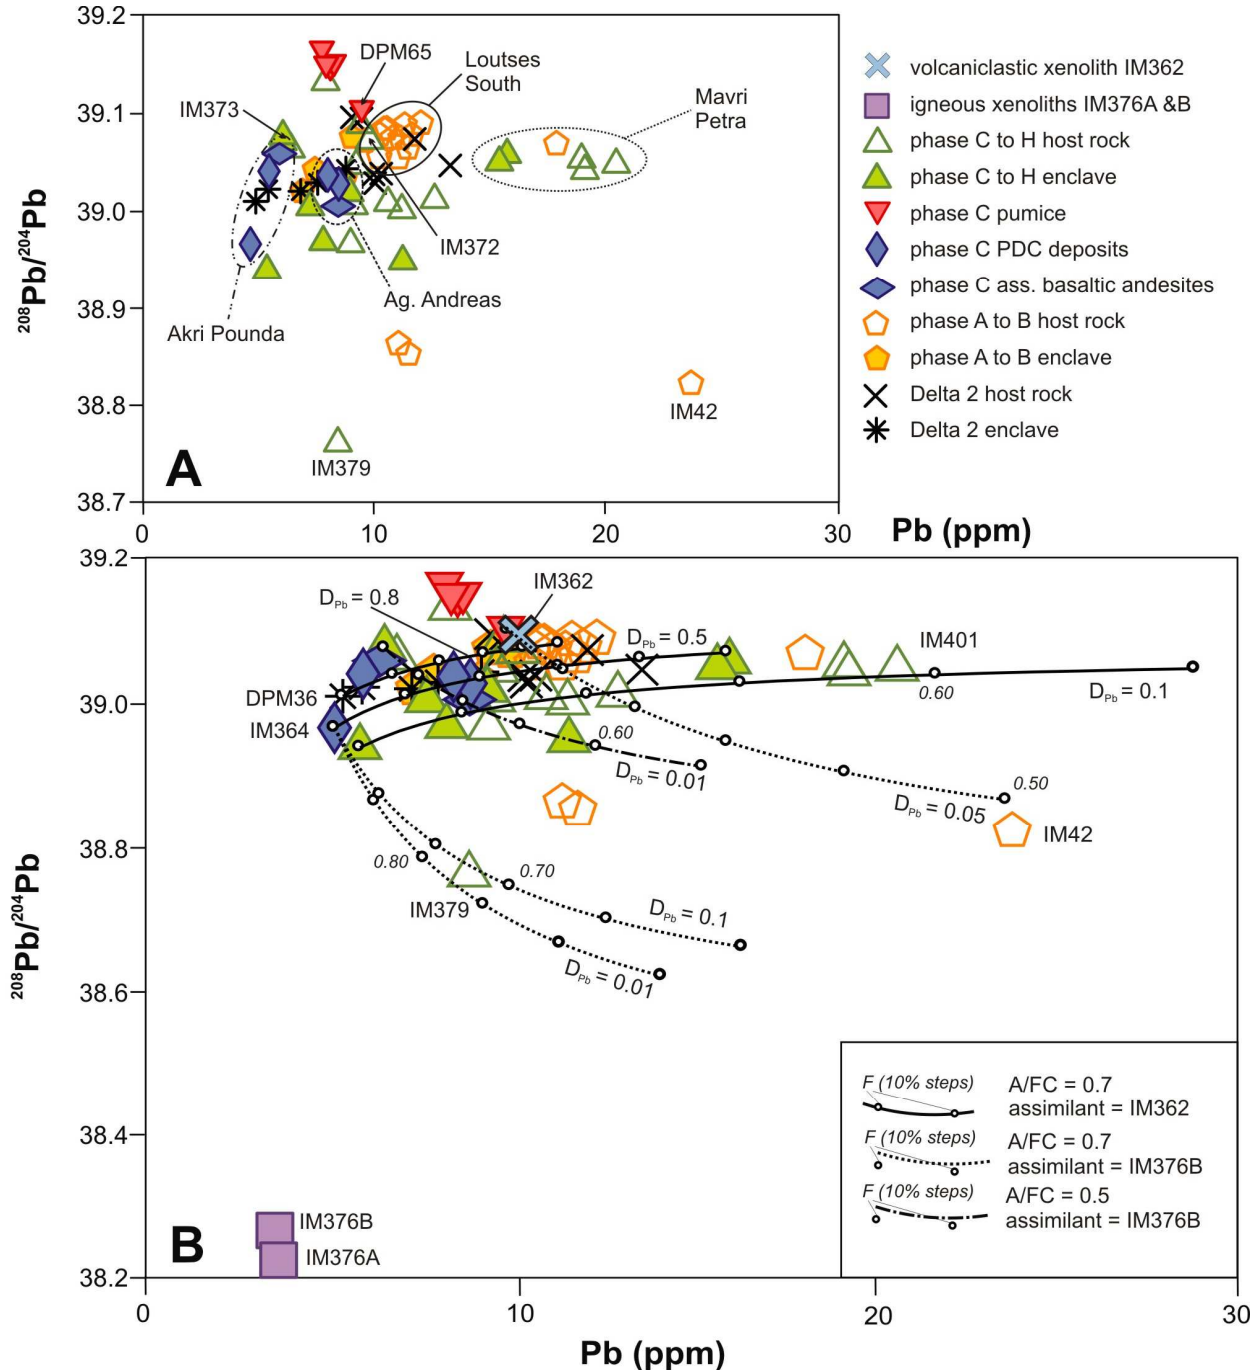 39.2
39.1
39.0
38.9
38.8
38.7
²⁰⁸Pb/²⁰⁴Pb
DPM65
Loutses
South
IM373
Mavri
Petra
IM372
Ag. Andreas
Akri Pounda
IM42
IM379
A
0
10
20
30
Pb (ppm)
volcaniclastic xenolith IM362
igneous xenoliths IM376A &B
phase C to H host rock
phase C to H enclave
phase C pumice
phase C PDC deposits
phase C ass. basaltic andesites
phase A to B host rock
phase A to B enclave
Delta 2 host rock
Delta 2 enclave
39.2
39.0
38.8
38.6
38.4
38.2
²⁰⁸Pb/²⁰⁴Pb
IM362
D_Pb = 0.8
D_Pb = 0.5
IM401
0.60
D_Pb = 0.1
DPM36
IM364
0.60
D_Pb = 0.01
0.50
D_Pb = 0.05
IM42
0.80
0.70
IM379
D_Pb = 0.1
D_Pb = 0.01
F (10% steps)
A/FC = 0.7
assimilant = IM362
F (10% steps)
A/FC = 0.7
assimilant = IM376B
F (10% steps)
A/FC = 0.5
assimilant = IM376B
IM376B
IM376A
B
0
10
20
30
Pb (ppm)